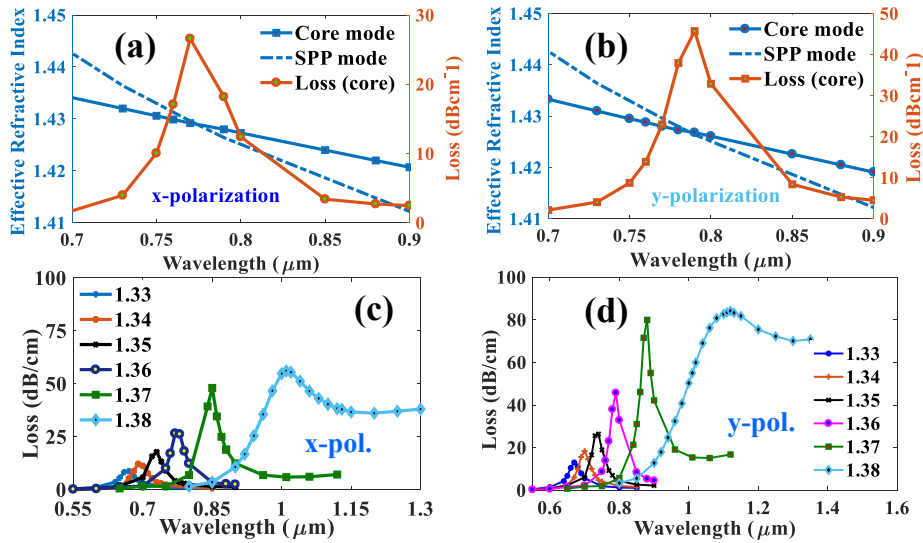 (a)
Core mode
SPP mode
Loss (core)
x-polarization
Effective Refractive Index
1.45
1.44
1.43
1.42
1.41
Loss (dBcm⁻1)
30
20
10
0
0.7 0.75 0.8 0.85 0.9
Wavelength ( μm)
(b)
Core mode
SPP mode
Loss (core)
y-polarization
Effective Refractive Index
1.45
1.44
1.43
1.42
1.41
Loss (dBcm-1)
50
40
30
20
10
0
0.7 0.75 0.8 0.85 0.9
Wavelength ( μm)
(c)
1.33
1.34
1.35
1.36
1.37
1.38
x-pol.
Loss (dB/cm)
100
75
50
25
0
0.55 0.7 0.85 1 1.15 1.3
Wavelength ( μm)
(d)
1.33
1.34
1.35
1.36
1.37
1.38
y-pol.
Loss (dB/cm)
100
80
60
40
20
0
0.6 0.8 1 1.2 1.4 1.6
Wavelength ( μm)